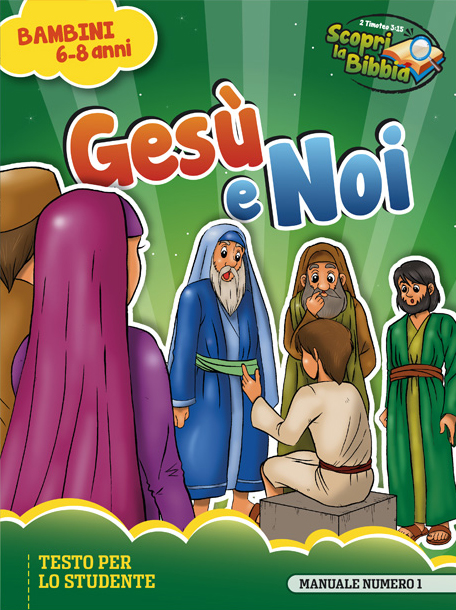 BAMBINI
6-8 anni
2 Timoteo 3:15
Scopri
la
Bibbia
Gesù
e Noi
TESTO PER
LO STUDENTE
MANUALE NUMERO 1